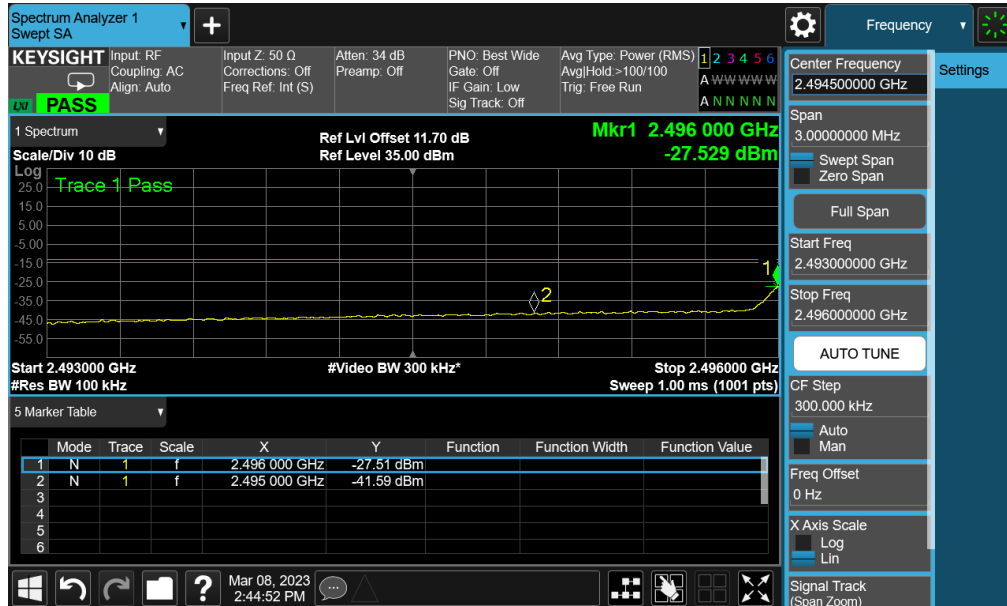 Spectrum Analyzer 1
Swept SA
+
Frequency
KEYSIGHT
Input: RF
Coupling: AC
Align: Auto
Input Z: 50 Ω
Corrections: Off
Freq Ref: Int (S)
Atten: 34 dB
Preamp: Off
PNO: Best Wide
Gate: Off
IF Gain: Low
Sig Track: Off
Avg Type: Power (RMS)
Avg|Hold:>100/100
Trig: Free Run
1 2 3 4 5 6
A W W W W W
A N N N N N
LXI
PASS
1 Spectrum
Scale/Div 10 dB
Ref Lvl Offset 11.70 dB
Ref Level 35.00 dBm
Mkr1 2.496 000 GHz
-27.529 dBm
Log
Trace 1 Pass
25.0
15.0
5.00
-5.00
-15.0
-25.0
-35.0
-45.0
-55.0
1
2
Start 2.493000 GHz
#Video BW 300 kHz*
Stop 2.496000 GHz
#Res BW 100 kHz
Sweep 1.00 ms (1001 pts)
5 Marker Table
Mode Trace Scale X Y Function Function Width Function Value
1 N 1 f 2.496 000 GHz -27.51 dBm
2 N 1 f 2.495 000 GHz -41.59 dBm
3
4
5
6
Mar 08, 2023
2:44:52 PM
?
Center Frequency
2.494500000 GHz
Settings
Span
3.00000000 MHz
Swept Span
Zero Span
Full Span
Start Freq
2.493000000 GHz
Stop Freq
2.496000000 GHz
AUTO TUNE
CF Step
300.000 kHz
Auto
Man
Freq Offset
0 Hz
X Axis Scale
Log
Lin
Signal Track
(Span Zoom)